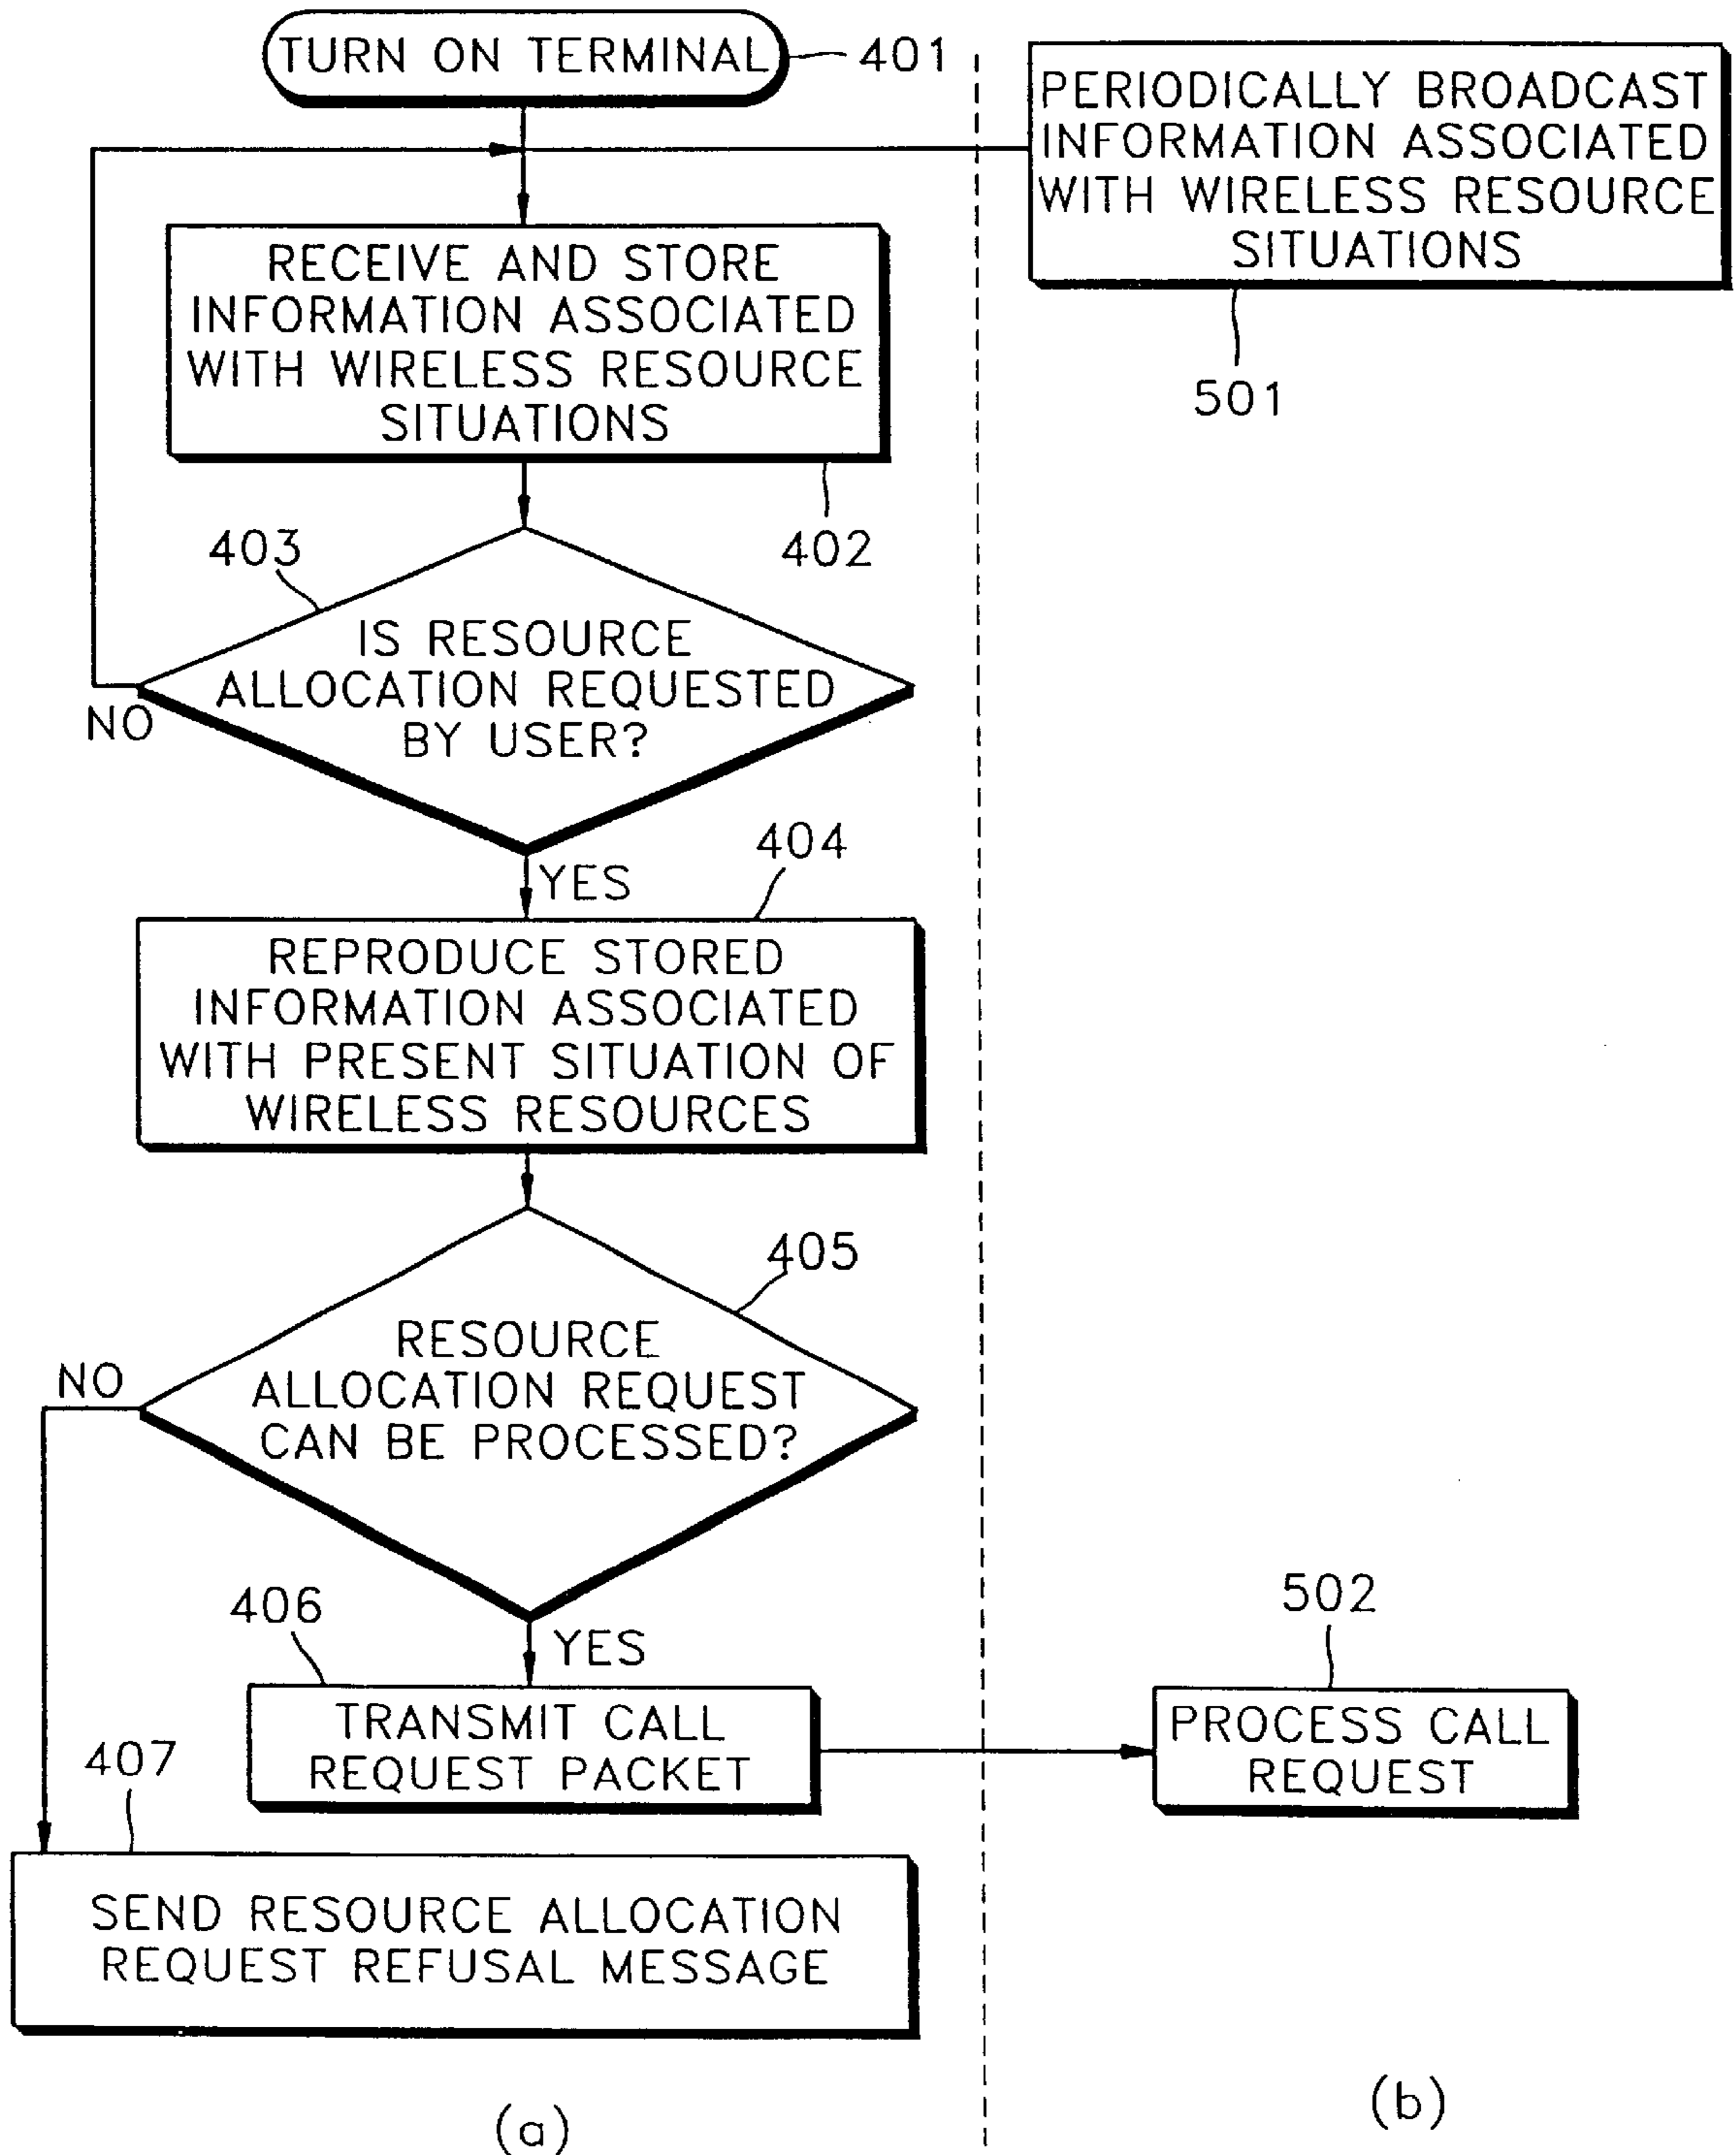 TURN ON TERMINAL
401
PERIODICALLY BROADCAST
INFORMATION ASSOCIATED
WITH WIRELESS RESOURCE
SITUATIONS
501
RECEIVE AND STORE
INFORMATION ASSOCIATED
WITH WIRELESS RESOURCE
SITUATIONS
402
403
IS RESOURCE
ALLOCATION REQUESTED
BY USER?
NO
YES
404
REPRODUCE STORED
INFORMATION ASSOCIATED
WITH PRESENT SITUATION OF
WIRELESS RESOURCES
405
RESOURCE
ALLOCATION REQUEST
CAN BE PROCESSED?
NO
YES
406
TRANSMIT CALL
REQUEST PACKET
502
PROCESS CALL
REQUEST
407
SEND RESOURCE ALLOCATION
REQUEST REFUSAL MESSAGE
(a)
(b)